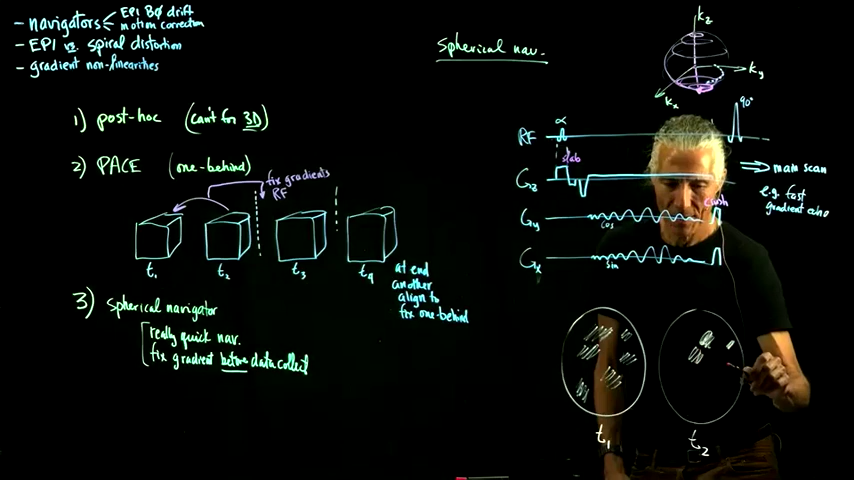 - navigators < EPI BØ drift
motion correction
- EPI vs. spiral distortion
- gradient non-linearities
1) post-hoc (can't for 3D)
2) PACE (one-behind)
fix gradients
RF
t1 t2 t3 t4
at end
another
align to
fix one-behind
3) Spherical navigator
really quick nav.
fix gradient before data collect
Spherical nav.
kz
ky
kx
α
90°
RF
slab
Gz
⇒ main scan
e.g. fast
gradient echo
crush
Gy
cos
Gx
sin
t1 t2